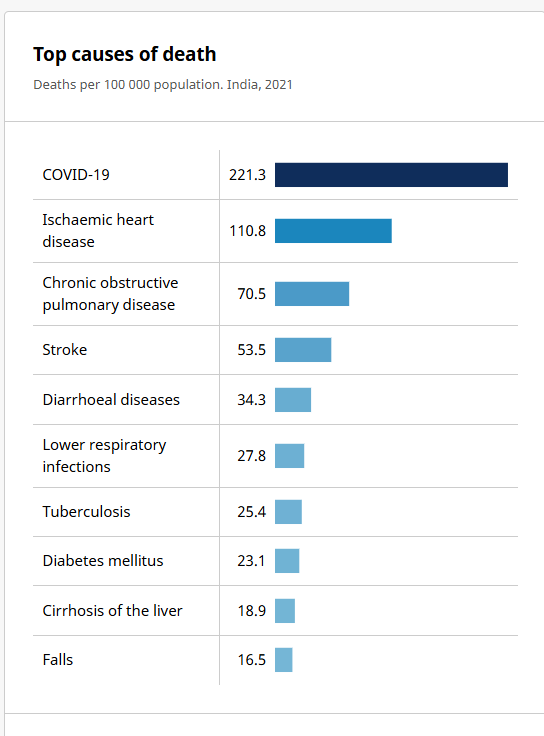 Top causes of death
Deaths per 100 000 population. India, 2021
COVID-19 221.3
Ischaemic heart
disease 110.8
Chronic obstructive
pulmonary disease 70.5
Stroke 53.5
Diarrhoeal diseases 34.3
Lower respiratory
infections 27.8
Tuberculosis 25.4
Diabetes mellitus 23.1
Cirrhosis of the liver 18.9
Falls 16.5